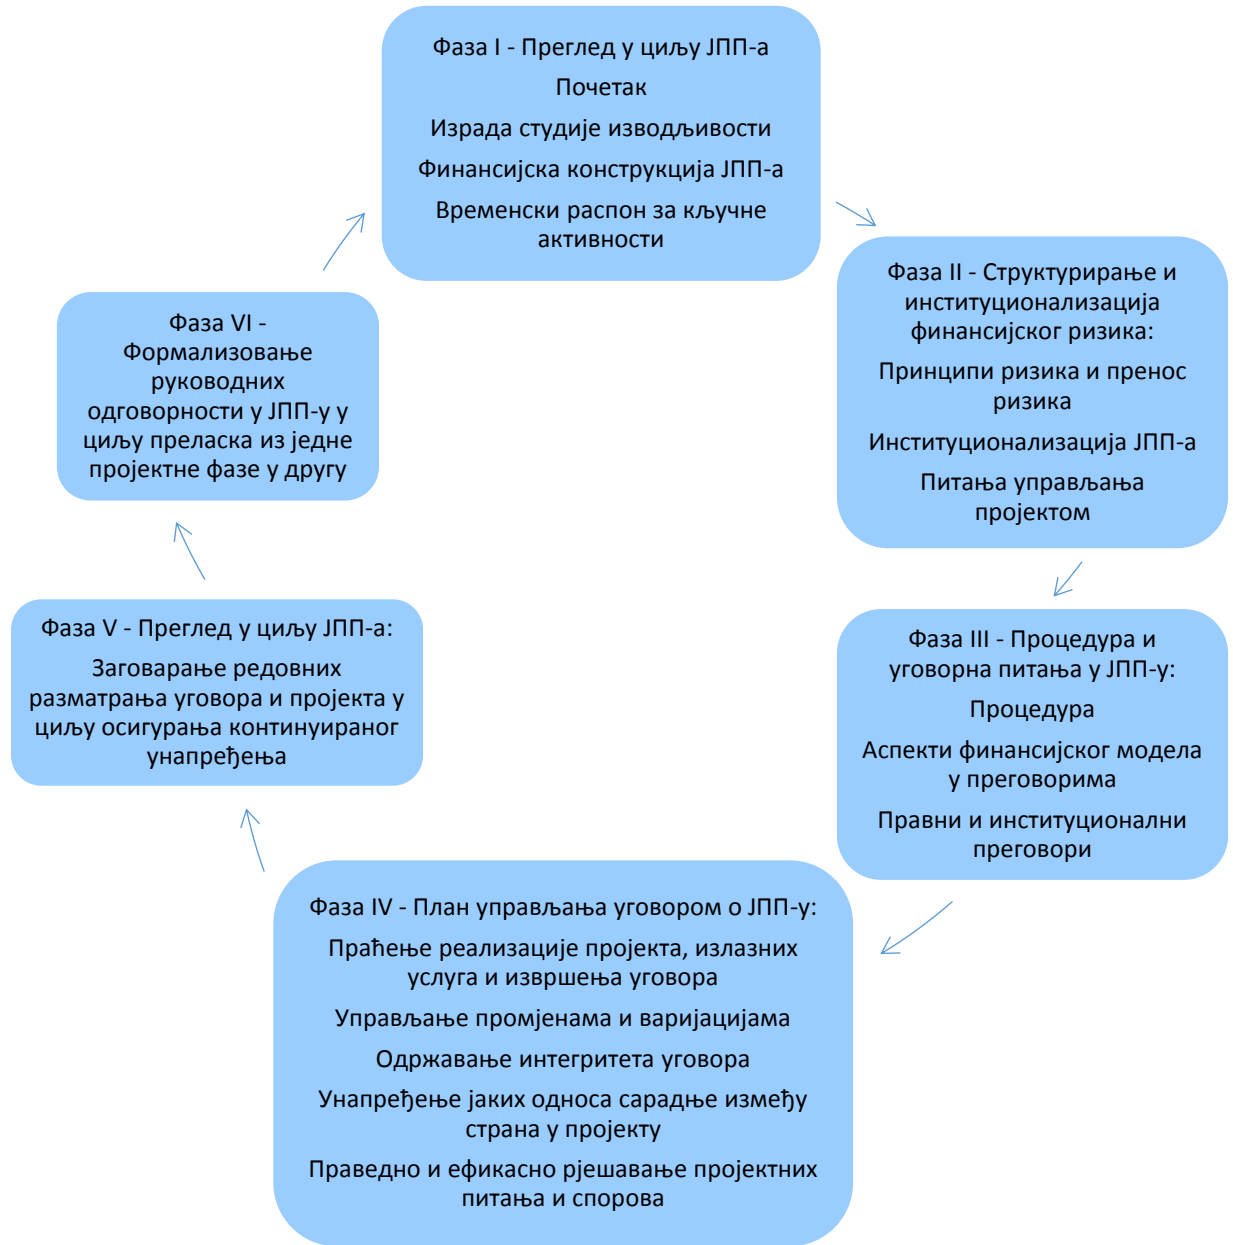 Фаза I - Преглед у циљу ЈПП-а
Почетак
Израда студије изводљивости
Финансијска конструкција ЈПП-а
Временски распон за кључне
активности
Фаза II - Структурирање и
институционализација
финансијског ризика:
Принципи ризика и пренос
ризика
Институционализација ЈПП-а
Питања управљања
пројектом
Фаза III - Процедура и
уговорна питања у ЈПП-у:
Процедура
Аспекти финансијског модела
у преговорима
Правни и институционални
преговори
Фаза IV - План управљања уговором о ЈПП-у:
Праћење реализације пројекта, излазних
услуга и извршења уговора
Управљање промјенама и варијацијама
Одржавање интегритета уговора
Унапређење јаких односа сарадње између
страна у пројекту
Праведно и ефикасно рјешавање пројектних
питања и спорова
Фаза V - Преглед у циљу ЈПП-а:
Заговарање редовних
разматрања уговора и пројекта у
циљу осигурања континуираног
унапређења
Фаза VI -
Формализовање
руководних
одговорности у ЈПП-у у
циљу преласка из једне
пројектне фазе у другу